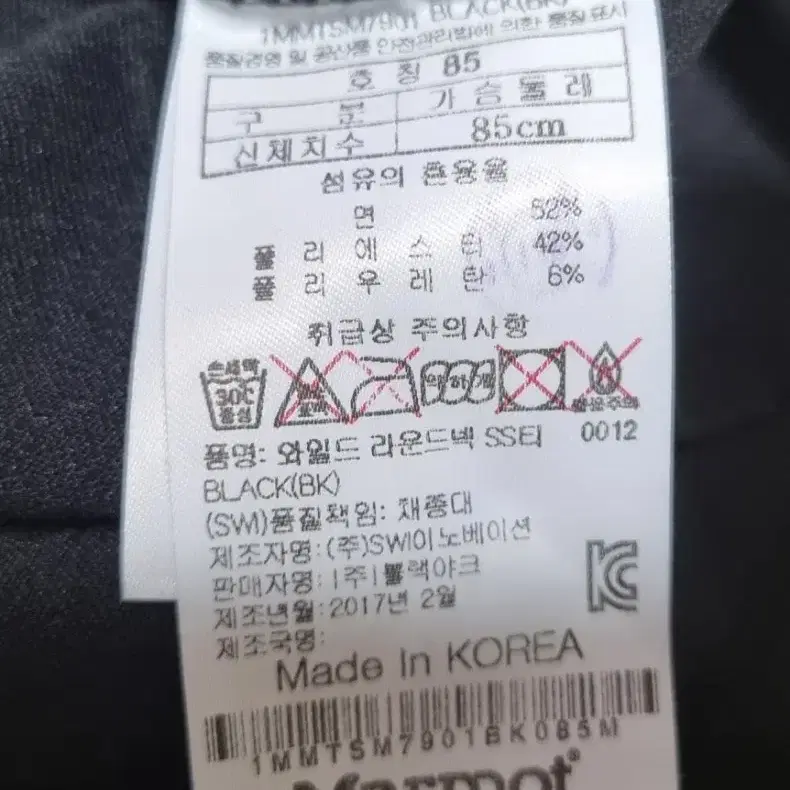 1MMTSM7901 BLACK(BK)
품질경영 및 공산품 안전관리법에 의한 품질표시
호 칭 85
구 분 가슴둘레
신체치수 85cm
섬유의 혼용율
면 52%
폴리에스터 42%
폴리우레탄 6%
취급상 주의사항
손세탁
30℃
중성
약하게
품명: 와일드 라운드넥 SS티 0012
BLACK(BK)
(SWI)품질책임: 채종대
제조자명: (주)SWI이노베이션
판매자명: (주)블랙야크
제조년월: 2017년 2월
제조국명:
Made In KOREA
1MMTSM7901BK085M
Marmot®